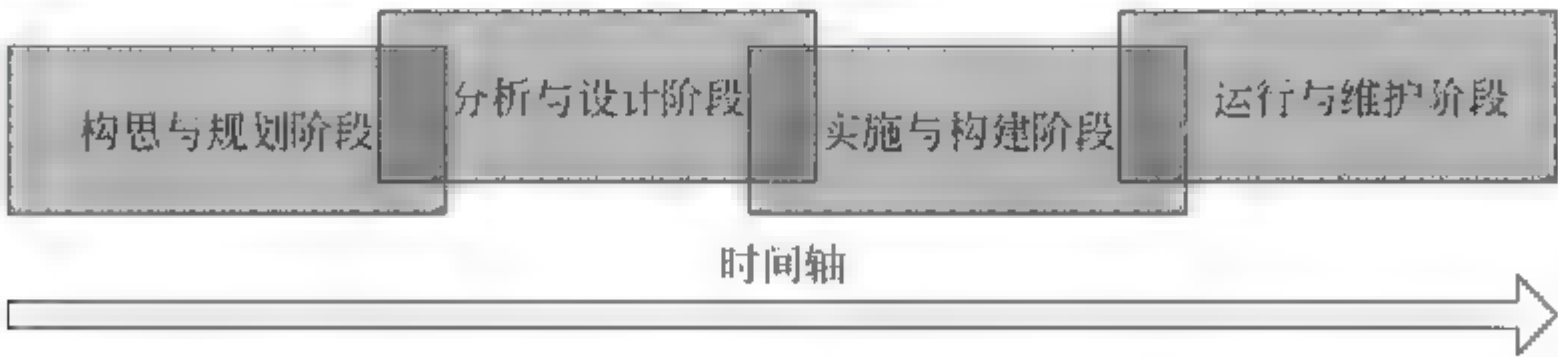 构思与规划阶段
分析与设计阶段
实施与构建阶段
运行与维护阶段
时间轴